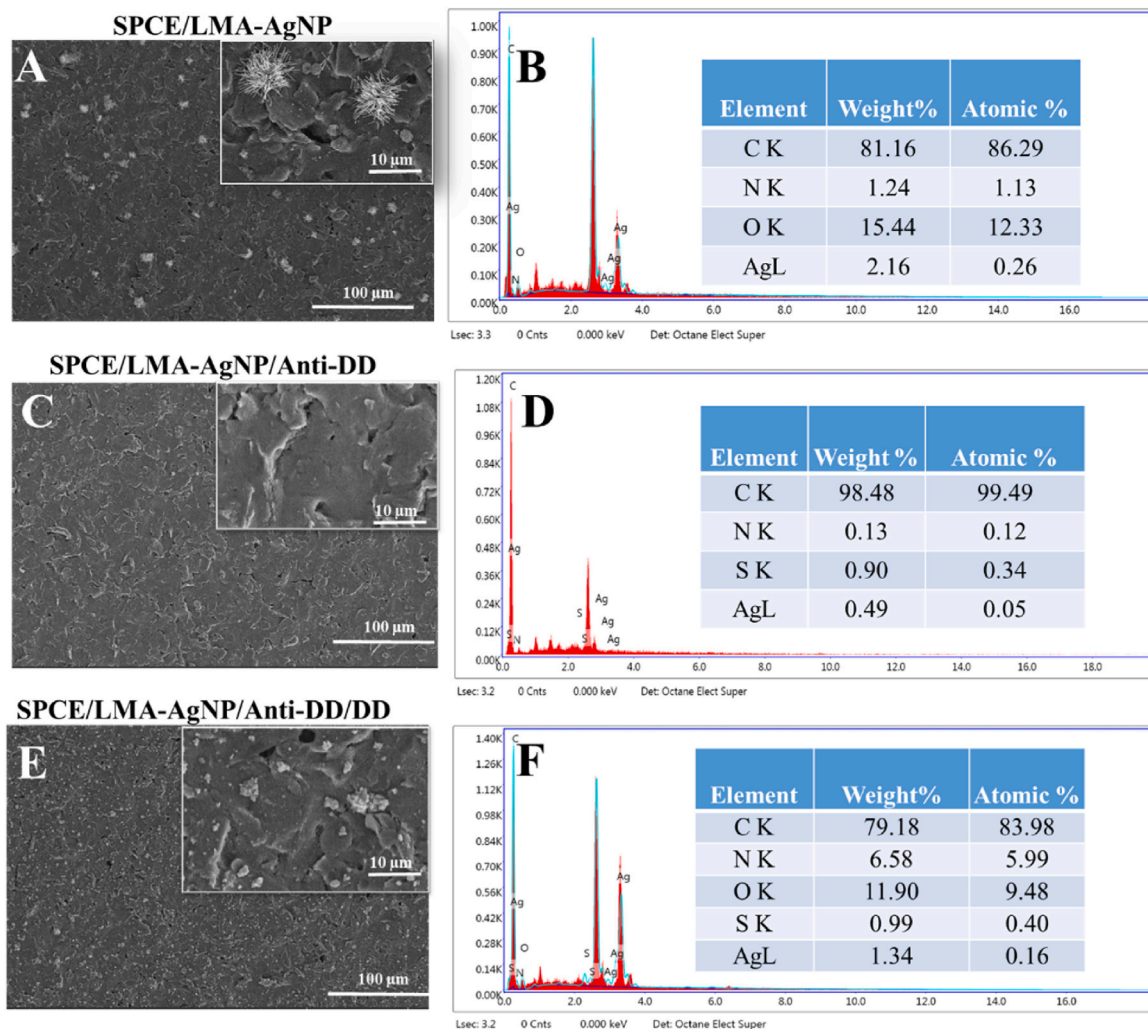 SPCE/LMA-AgNP
A
10 µm
100 µm
B
1.00K
0.90K
0.80K
0.70K
0.60K
0.50K
0.40K
0.30K
0.20K
0.10K
0.00K
C
Ag
O
N
Ag
Ag
Ag
0.0 2.0 4.0 6.0 8.0 10.0 12.0 14.0 16.0
Lsec: 3.3 0 Cnts 0.000 keV Det: Octane Elect Super
Element Weight% Atomic %
C K 81.16 86.29
N K 1.24 1.13
O K 15.44 12.33
AgL 2.16 0.26
SPCE/LMA-AgNP/Anti-DD
C
10 µm
100 µm
D
1.20K
1.08K
0.96K
0.84K
0.72K
0.60K
0.48K
0.36K
0.24K
0.12K
0.00K
C
Ag
S
N
S
S
Ag
Ag
Ag
0.0 2.0 4.0 6.0 8.0 10.0 12.0 14.0 16.0 18.0
Lsec: 3.2 0 Cnts 0.000 keV Det: Octane Elect Super
Element Weight % Atomic %
C K 98.48 99.49
N K 0.13 0.12
S K 0.90 0.34
AgL 0.49 0.05
SPCE/LMA-AgNP/Anti-DD/DD
E
10 µm
100 µm
F
1.40K
1.26K
1.12K
0.98K
0.84K
0.70K
0.56K
0.42K
0.28K
0.14K
0.00K
C
Ag
O
S
N
S
S
Ag
Ag
Ag
0.0 2.0 4.0 6.0 8.0 10.0 12.0 14.0 16.0
Lsec: 3.2 0 Cnts 0.000 keV Det: Octane Elect Super
Element Weight% Atomic %
C K 79.18 83.98
N K 6.58 5.99
O K 11.90 9.48
S K 0.99 0.40
AgL 1.34 0.16